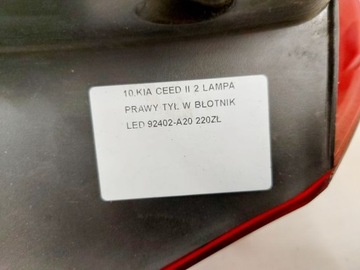 10.KIA CEED II 2 LAMPA
PRAWY TYŁ W BŁOTNIK
LED 92402-A20 220ZŁ